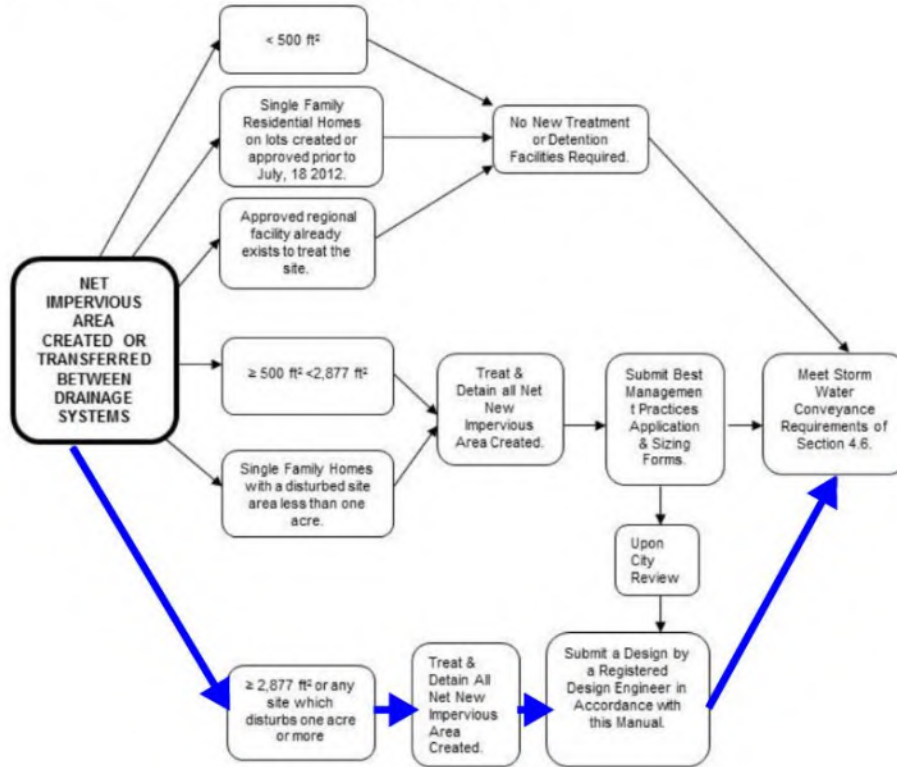 < 500 ft²
Single Family
Residential Homes
on lots created or
approved prior to
July, 18 2012.
No New Treatment
or Detention
Facilities Required.
Approved regional
facility already
exists to treat the
site.
NET
IMPERVIOUS
AREA
CREATED OR
TRANSFERRED
BETWEEN
DRAINAGE
SYSTEMS
≥ 500 ft² <2,877 ft²
Treat &
Detain all Net
New
Impervious
Area Created.
Submit Best
Managemen
t Practices
Application
& Sizing
Forms.
Meet Storm
Water
Conveyance
Requirements of
Section 4.6.
Single Family Homes
with a disturbed site
area less than one
acre.
Upon
City
Review
≥ 2,877 ft² or any
site which
disturbs one acre
or more
Treat &
Detain All
Net New
Impervious
Area
Created.
Submit a Design by
a Registered
Design Engineer in
Accordance with
this Manual.